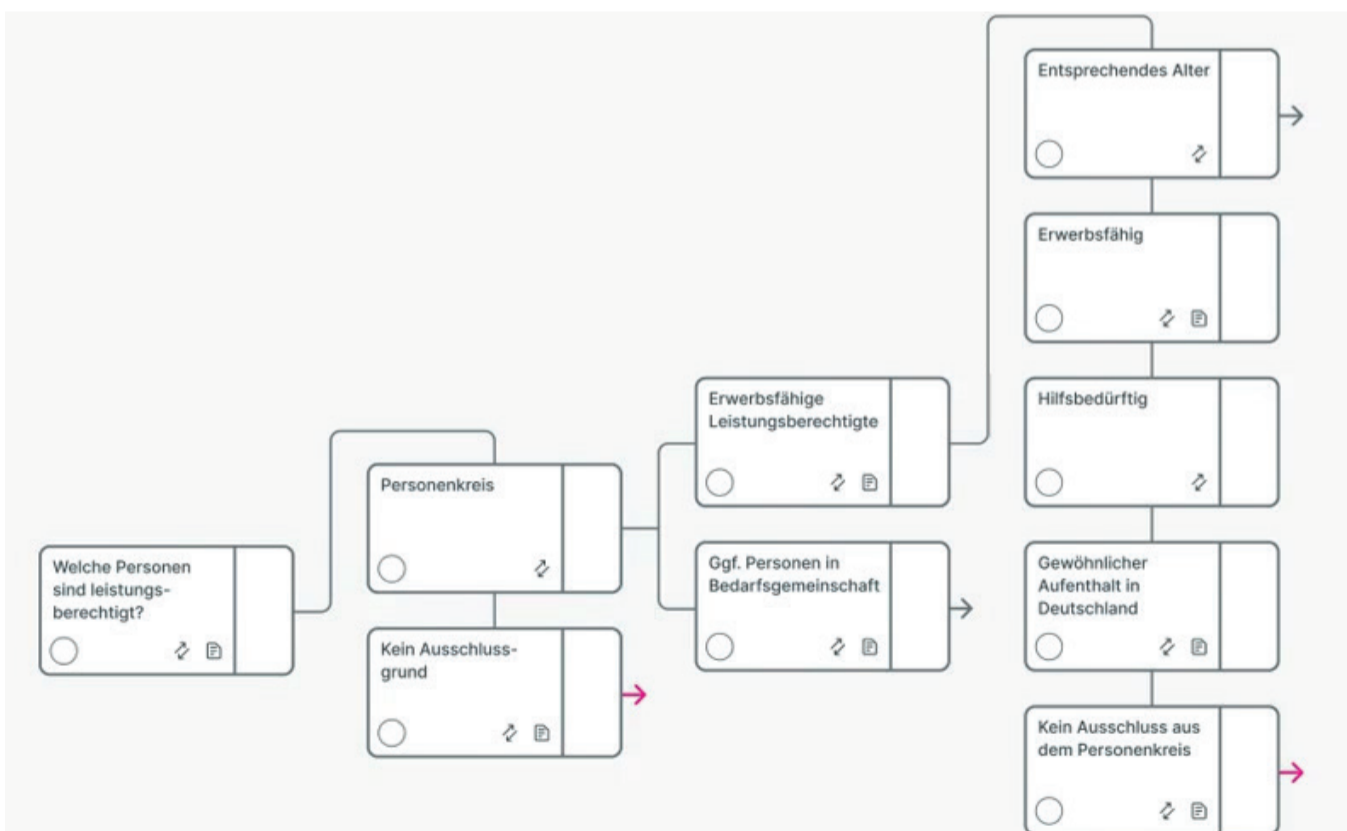 Welche Personen
sind leistungs-
berechtigt?
Personenkreis
Kein Ausschluss-
grund
Erwerbsfähige
Leistungsberechtigte
Ggf. Personen in
Bedarfsgemeinschaft
Entsprechendes Alter
Erwerbsfähig
Hilfsbedürftig
Gewöhnlicher
Aufenthalt in
Deutschland
Kein Ausschluss aus
dem Personenkreis